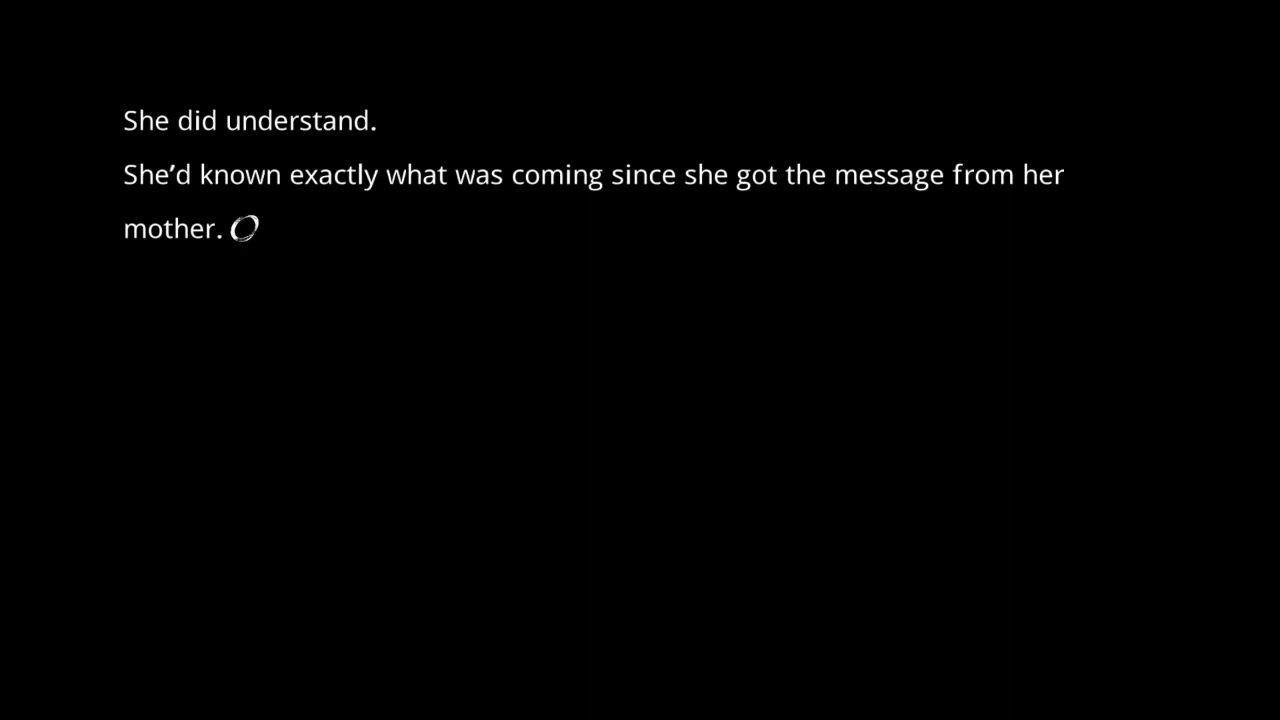 She did understand.
She’d known exactly what was coming since she got the message from her
mother.